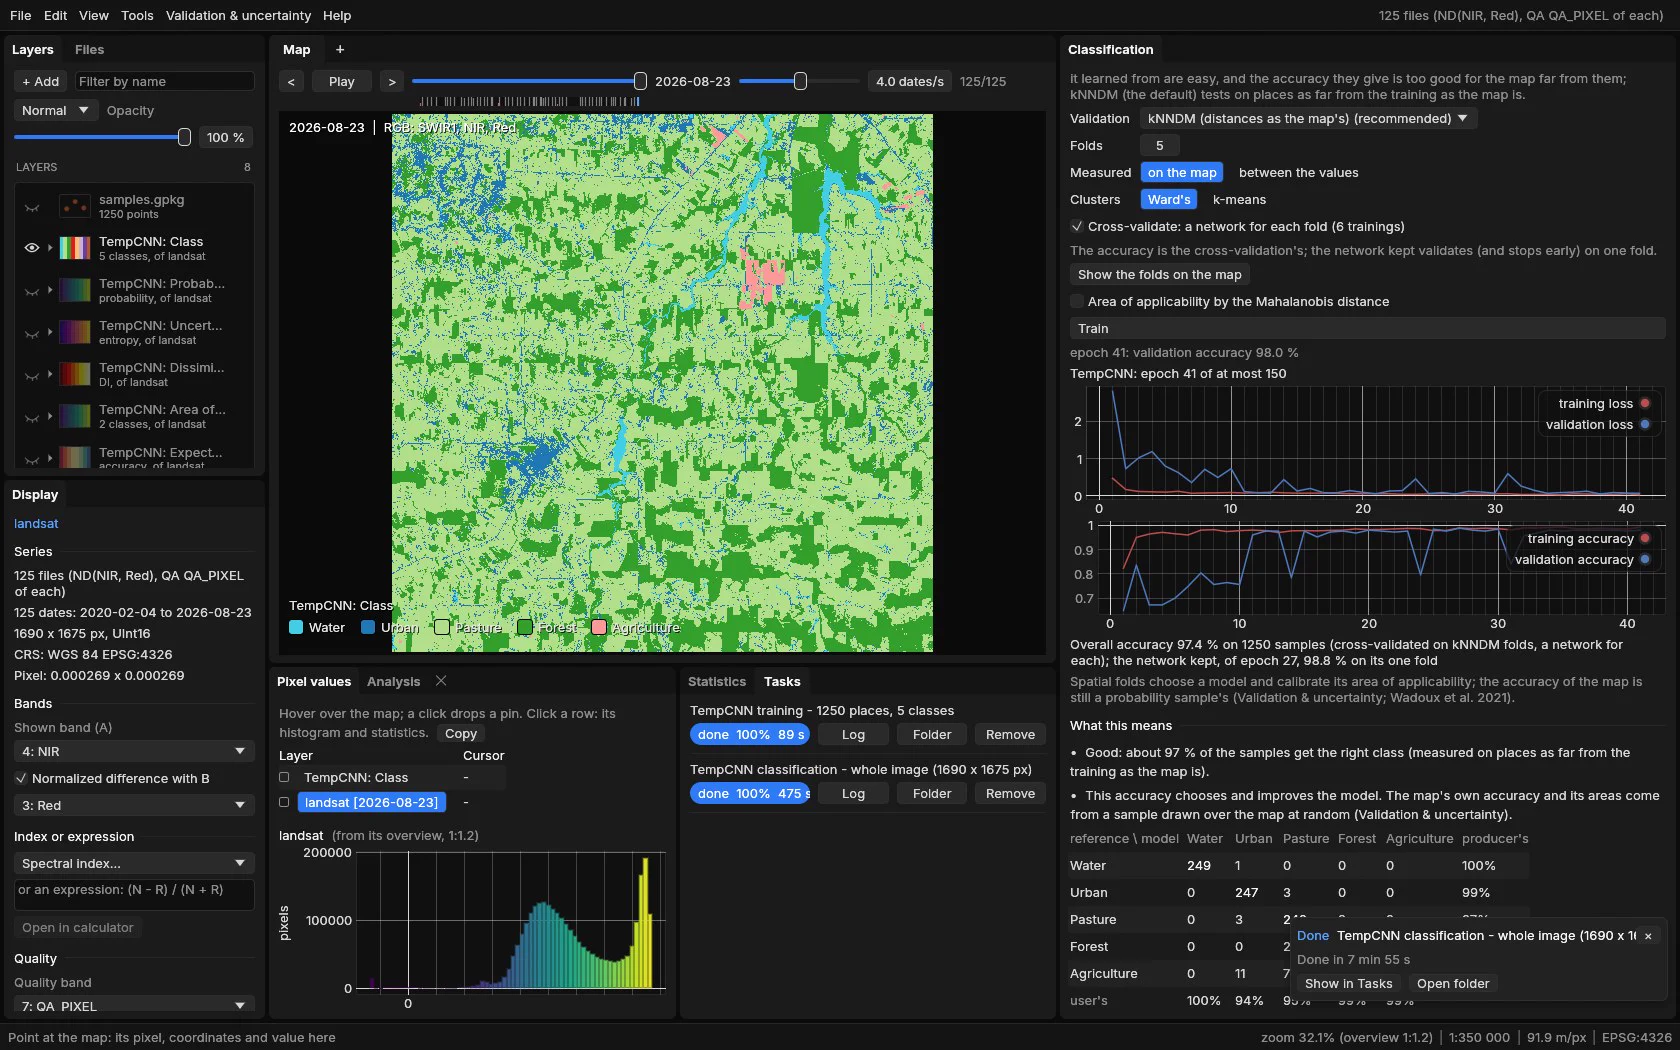 File Edit View Tools Validation & uncertainty Help
125 files (ND(NIR, Red), QA QA_PIXEL of each)
Layers Files
+ Add Filter by name
Normal Opacity
100 %
LAYERS 8
samples.gpkg
1250 points
TempCNN: Class
5 classes, of landsat
TempCNN: Probab...
probability, of landsat
TempCNN: Uncert...
entropy, of landsat
TempCNN: Dissimi...
DI, of landsat
TempCNN: Area of...
2 classes, of landsat
TempCNN: Expect...
accuracy, of landsat
Display
landsat
Series
125 files (ND(NIR, Red), QA QA_PIXEL
of each)
125 dates: 2020-02-04 to 2026-08-23
1690 x 1675 px, UInt16
CRS: WGS 84 EPSG:4326
Pixel: 0.000269 x 0.000269
Bands
Shown band (A)
4: NIR
Normalized difference with B
3: Red
Index or expression
Spectral index...
or an expression: (N - R) / (N + R)
Open in calculator
Quality
Quality band
7: QA_PIXEL
Map +
< Play > 2026-08-23 4.0 dates/s 125/125
2026-08-23 | RGB: SWIR1, NIR, Red
TempCNN: Class
Water Urban Pasture Forest Agriculture
Pixel values Analysis
Hover over the map; a click drops a pin. Click a row: its
histogram and statistics. Copy
Layer Cursor
TempCNN: Class -
landsat [2026-08-23] -
landsat (from its overview, 1:1.2)
200000
100000
0
pixels
0
Statistics Tasks
TempCNN training - 1250 places, 5 classes
done 100% 89 s Log Folder Remove
TempCNN classification - whole image (1690 x 1675 px)
done 100% 475 s Log Folder Remove
Classification
it learned from are easy, and the accuracy they give is too good for the map far from them;
kNNDM (the default) tests on places as far from the training as the map is.
Validation kNNDM (distances as the map's) (recommended)
Folds 5
Measured on the map between the values
Clusters Ward's k-means
Cross-validate: a network for each fold (6 trainings)
The accuracy is the cross-validation's; the network kept validates (and stops early) on one fold.
Show the folds on the map
Area of applicability by the Mahalanobis distance
Train
epoch 41: validation accuracy 98.0 %
TempCNN: epoch 41 of at most 150
training loss
validation loss
2
1
0
0 10 20 30 40
training accuracy
validation accuracy
1
0.9
0.8
0.7
0 10 20 30 40
Overall accuracy 97.4 % on 1250 samples (cross-validated on kNNDM folds, a network for
each); the network kept, of epoch 27, 98.8 % on its one fold
Spatial folds choose a model and calibrate its area of applicability; the accuracy of the map is
still a probability sample's (Validation & uncertainty; Wadoux et al. 2021).
What this means
• Good: about 97 % of the samples get the right class (measured on places as far from the
training as the map is).
• This accuracy chooses and improves the model. The map's own accuracy and its areas come
from a sample drawn over the map at random (Validation & uncertainty).
reference \ model Water Urban Pasture Forest Agriculture producer's
Water 249 1 0 0 0 100%
Urban 0 247 3 0 0 99%
Pasture 0 3
Forest 0 0 2
Agriculture 0 11 7
user's 100% 94%
Done TempCNN classification - whole image (1690 x 1
Done in 7 min 55 s
Show in Tasks Open folder
Point at the map: its pixel, coordinates and value here
zoom 32.1% (overview 1:1.2) | 1:350 000 | 91.9 m/px | EPSG:4326